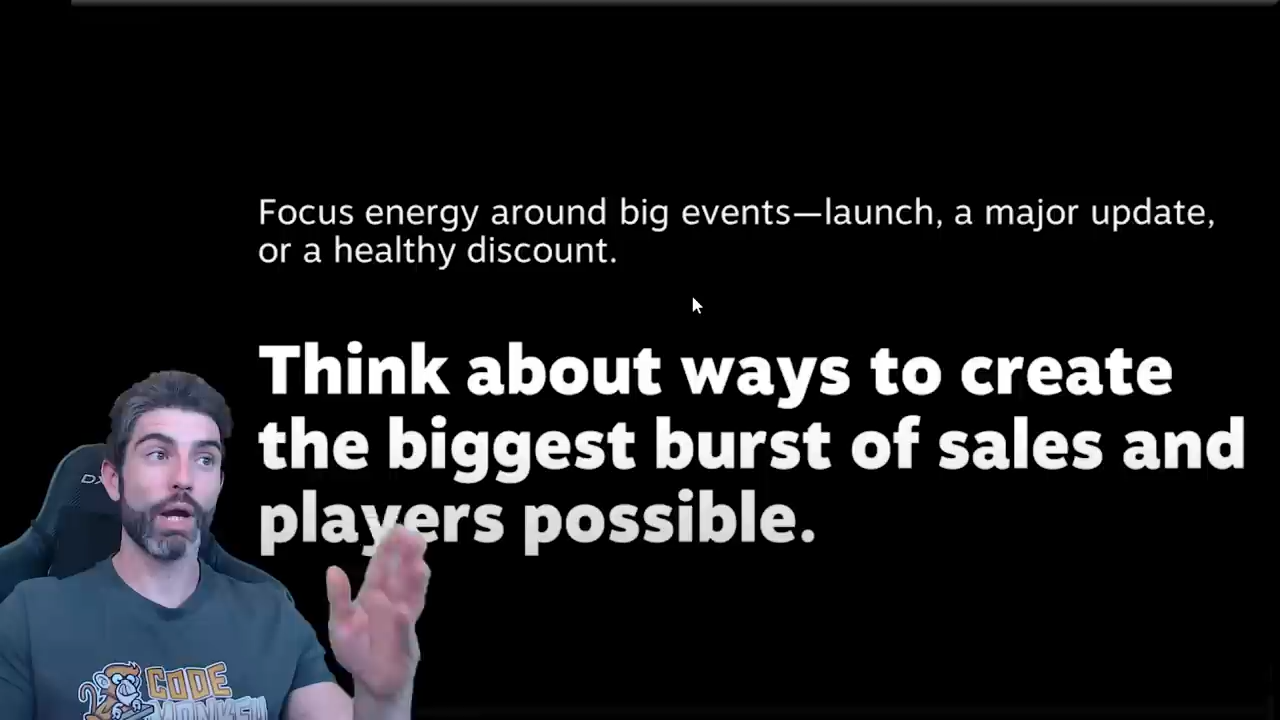 Focus energy around big events—launch, a major update,
or a healthy discount.
Think about ways to create
the biggest burst of sales and
players possible.
DX
CODE
MONKEY